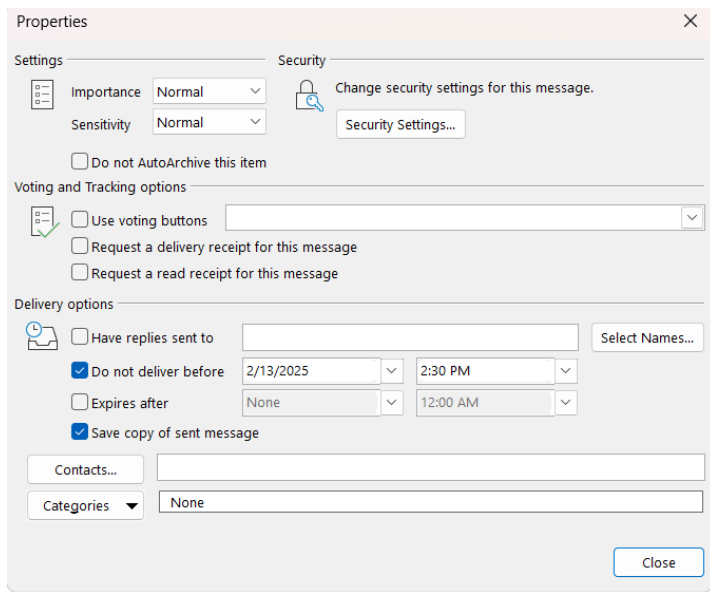 Properties
Settings Security
Importance Normal Change security settings for this message.
Sensitivity Normal Security Settings...
Do not AutoArchive this item
Voting and Tracking options
Use voting buttons
Request a delivery receipt for this message
Request a read receipt for this message
Delivery options
Have replies sent to Select Names...
Do not deliver before 2/13/2025 2:30 PM
Expires after None 12:00 AM
Save copy of sent message
Contacts...
Categories None
Close